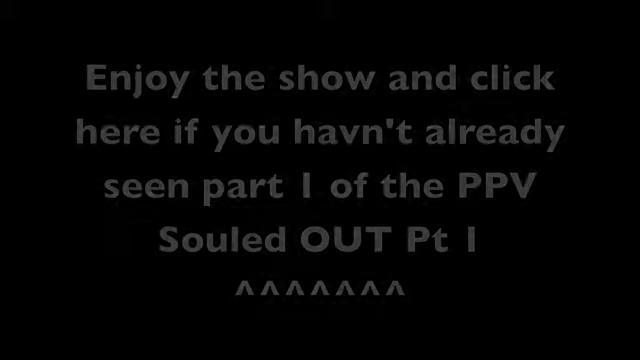 Enjoy the show and click
here if you havn't already
seen part 1 of the PPV
Souled OUT Pt 1
^^^^^^^